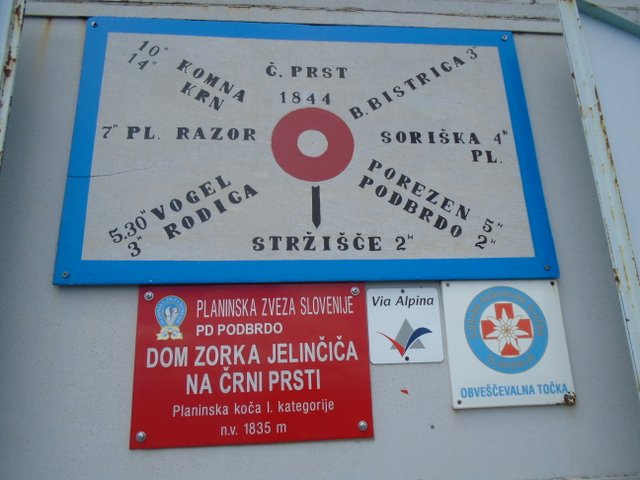 10ʰ KOMNA
14ʰ KRN
Č. PRST
1844
B. BISTRICA 3ʰ
7ʰ PL. RAZOR
SORIŠKA 4ʰ
PL.
5.30ʰ VOGEL
3ʰ RODICA
POREZEN 5ʰ
PODBRDO 2ʰ
STRŽIŠČE 2ʰ
PLANINSKA ZVEZA SLOVENIJE
PD PODBRDO
DOM ZORKA JELINČIČA
NA ČRNI PRSTI
Planinska koča I. kategorije
n.v. 1835 m
Via Alpina
OBVEŠČEVALNA TOČKA